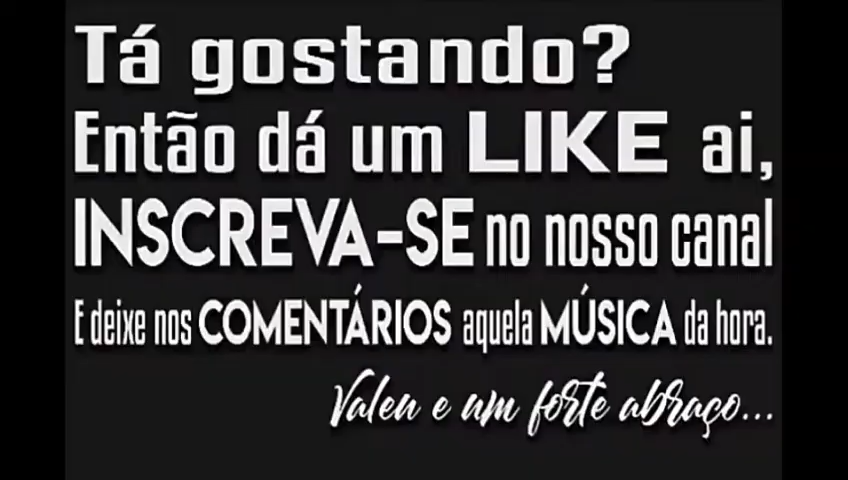 Tá gostando?
Então dá um LIKE ai,
INSCREVA-SE no nosso canal
E deixe nos COMENTÁRIOS aquela MÚSICA da hora.
Valeu e um forte abraço...